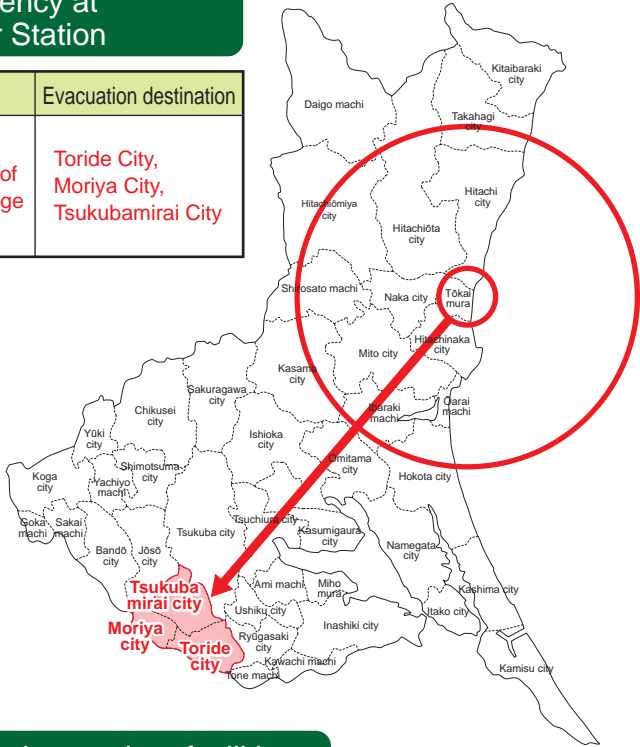 ency at
r Station
Evacuation destination
of
ge
Toride City,
Moriya City,
Tsukubamirai City
Kitaibaraki
city
Daigo machi
Takahagi
city
Hitachi
city
Hitachiōmiya
city
Hitachiōta
city
Shirosato machi
Naka city
Tōkai
mura
Hitachinaka
city
Mito city
Kasama
city
Ibaraki
machi
Oarai
machi
Sakuragawa
city
Chikusei
city
Yūki
city
Ishioka
city
Omitama
city
Hokota city
Shimotsuma
city
Koga
city
Yachiyo
machi
Goka
machi
Sakai
machi
Bandō
city
Jōsō
city
Tsukuba city
Tsuchiura city
Kasumigaura
city
Namegata
city
Kashima city
Itako city
Kamisu city
Ami machi
Miho
mura
Ushiku city
Inashiki city
Ryūgasaki
city
Kawachi machi
Tone machi
Tsukuba
mirai city
Moriya
city
Toride
city